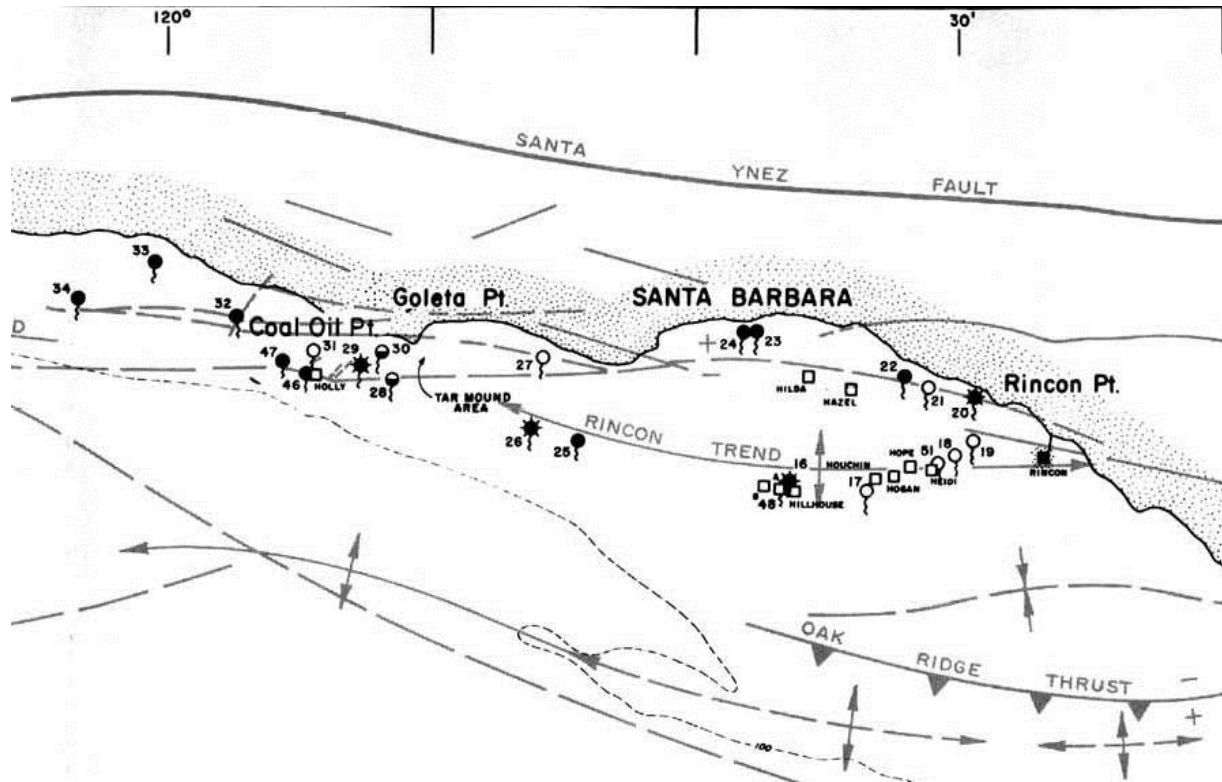 120°
30'
SANTA
YNEZ
FAULT
33
34
32
Goleta Pt.
SANTA BARBARA
Coal Oil Pt.
D
31
29
30
47
46
HOLLY
28
TAR MOUND
AREA
27
+
24
23
22
21
Rincon Pt.
20
HILDA
HAZEL
RINCON
TREND
26
25
16
HOUCHIN
HOPE
51
18
19
HEIDI
RINCON
A
B
48
HILLHOUSE
17
HOGAN
OAK
RIDGE
THRUST
−
+
100